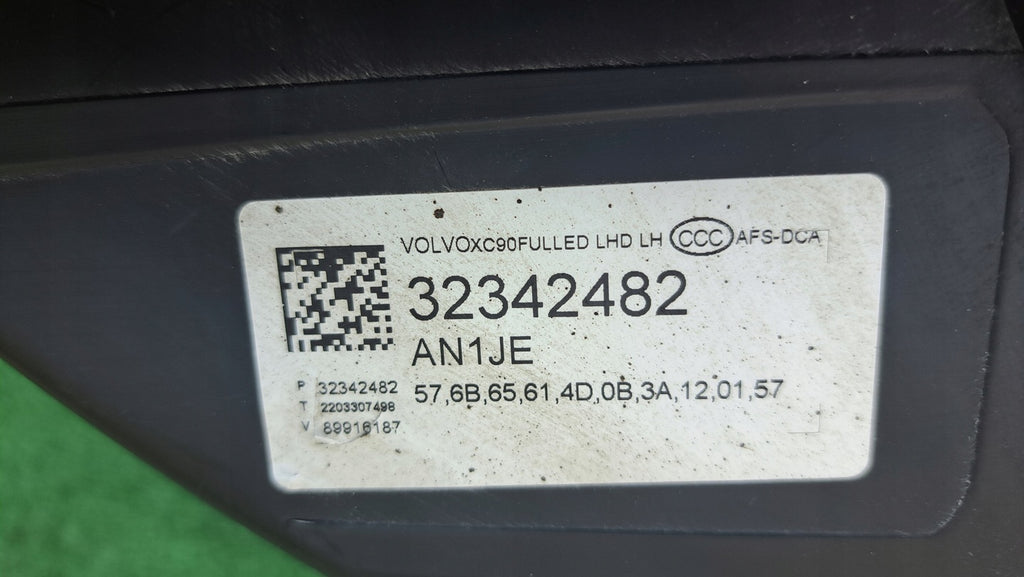 VOLVOXC90FULLED LHD LH CCC AFS-DCA
32342482
AN1JE
57,6B,65,61,4D,0B,3A,12,01,57
P 32342482
T 2203307498
V 89916187